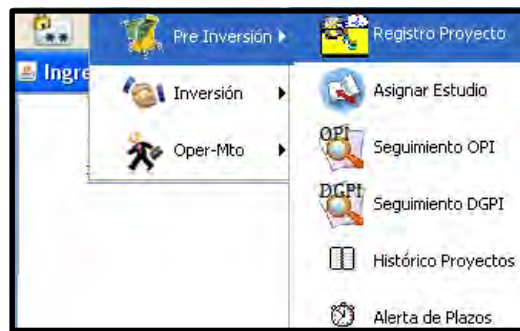 Pre Inversión
Registro Proyecto
Ingre
Inversión
Asignar Estudio
Oper-Mto
OPI
Seguimiento OPI
DGPI
Seguimiento DGPI
Histórico Proyectos
Alerta de Plazos